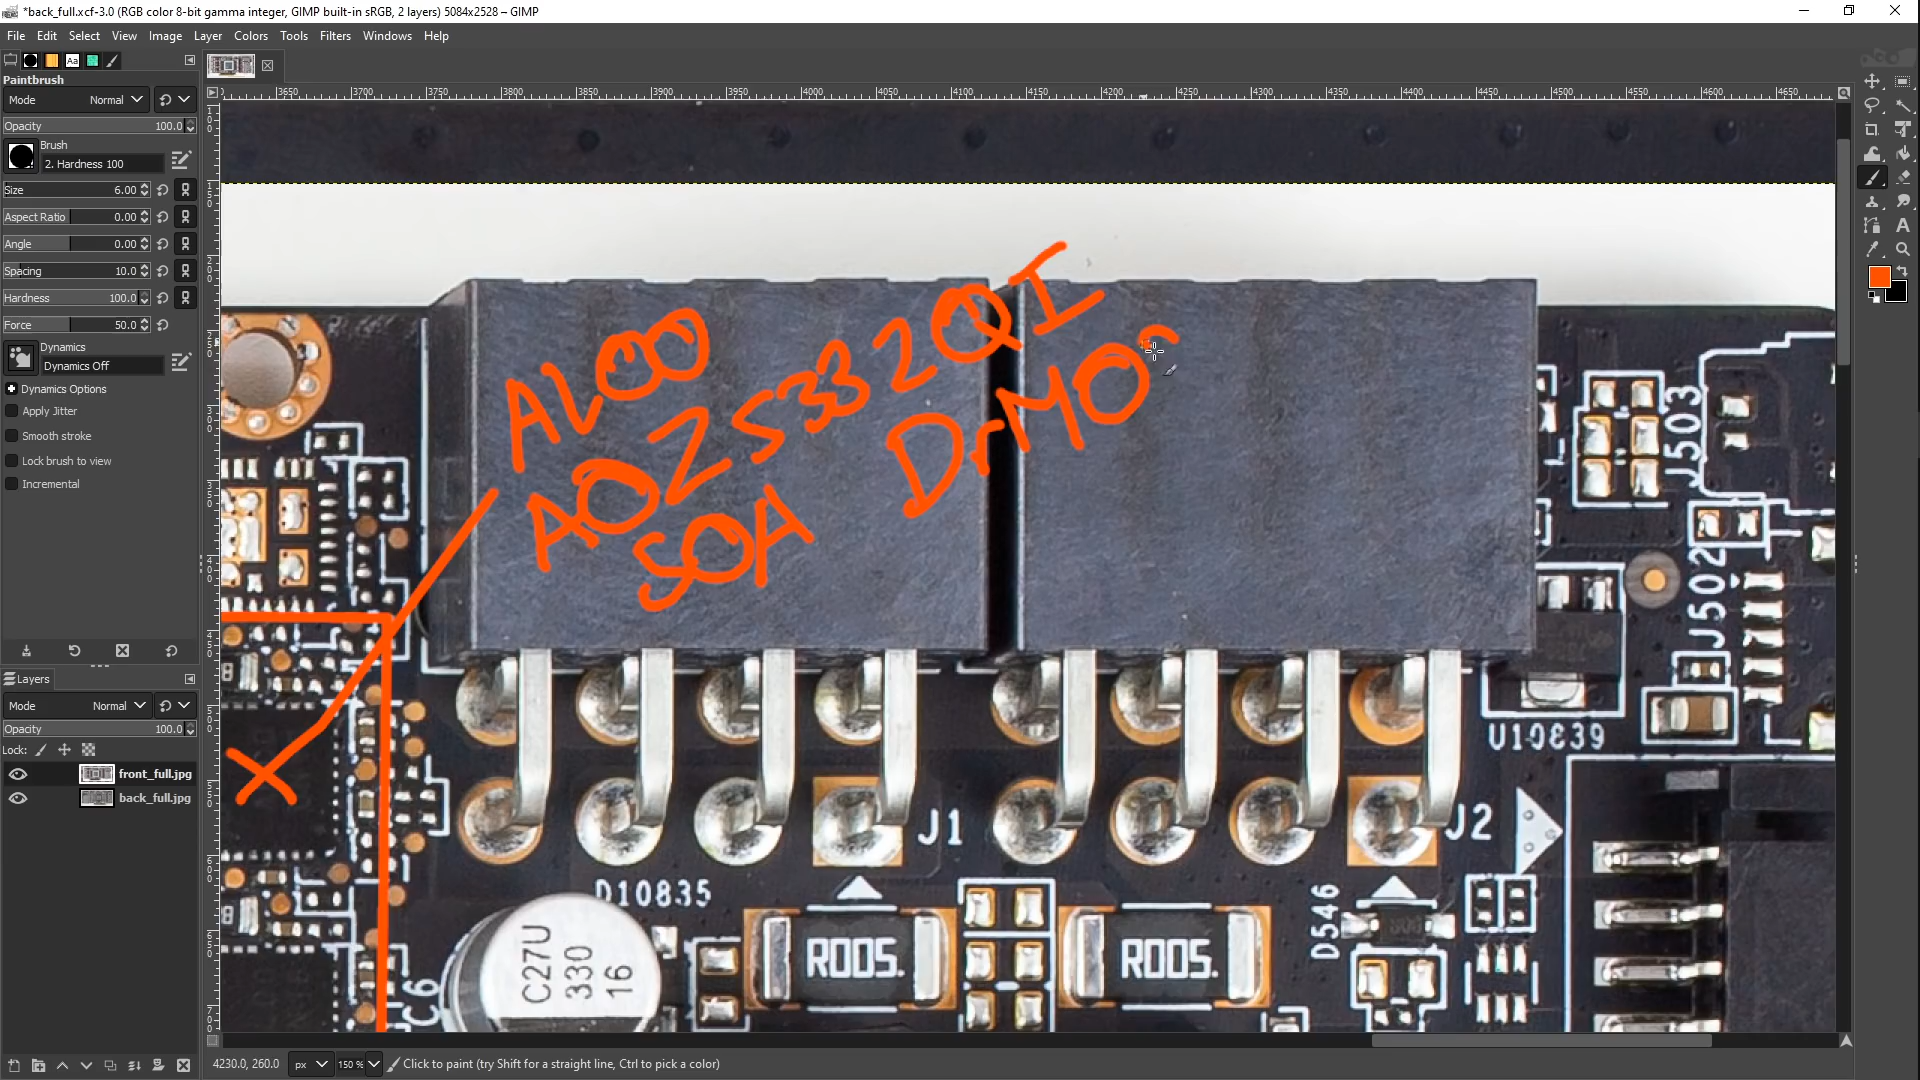 *back_full.xcf-3.0 (RGB color 8-bit gamma integer, GIMP built-in sRGB, 2 layers) 5084x2528 – GIMP
File Edit Select View Image Layer Colors Tools Filters Windows Help
Paintbrush
Mode Normal
Opacity 100.0
Brush
2. Hardness 100
Size 6.00
Aspect Ratio 0.00
Angle 0.00
Spacing 10.0
Hardness 100.0
Force 50.0
Dynamics
Dynamics Off
Dynamics Options
Apply Jitter
Smooth stroke
Lock brush to view
Incremental
Layers
Mode Normal
Opacity 100.0
Lock:
front_full.jpg
back_full.jpg
3650 3700 3750 3800 3850 3900 3950 4000 4050 4100 4150 4200 4250 4300 4350 4400 4450 4500 4550 4600 4650
AL00
AOZ5332QI
50A DrMO
J503
J502
U10839
J1
J2
D10835
D546
C6
C27U
330
16
R005.
R005.
4230.0, 260.0 px 150 % Click to paint (try Shift for a straight line, Ctrl to pick a color)